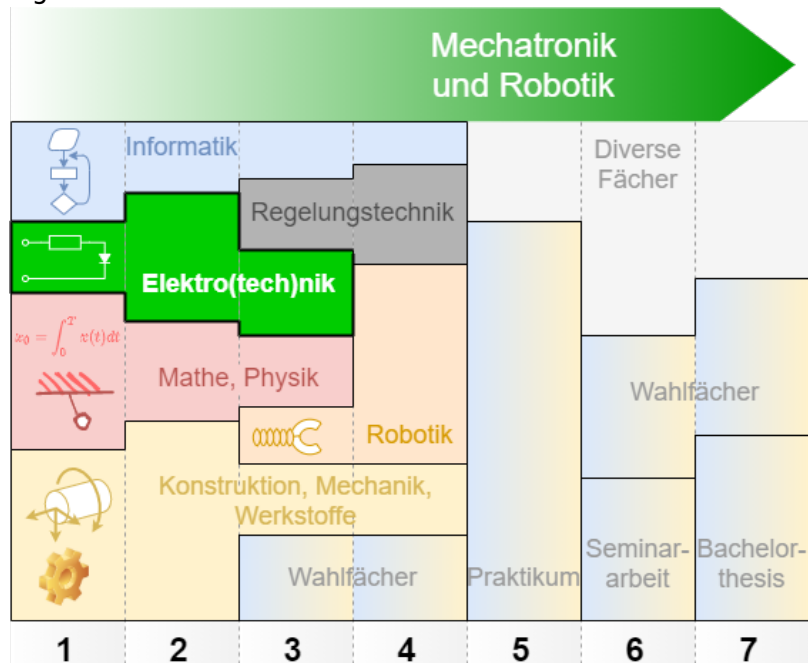 Mechatronik
und Robotik
Informatik
Diverse
Fächer
Regelungstechnik
Elektro(tech)nik
x₀ = ∫₀ᵀ x(t)dt
Mathe, Physik
Wahlfächer
Robotik
Konstruktion, Mechanik,
Werkstoffe
Wahlfächer
Praktikum
Seminar-
arbeit
Bachelor-
thesis
1 2 3 4 5 6 7